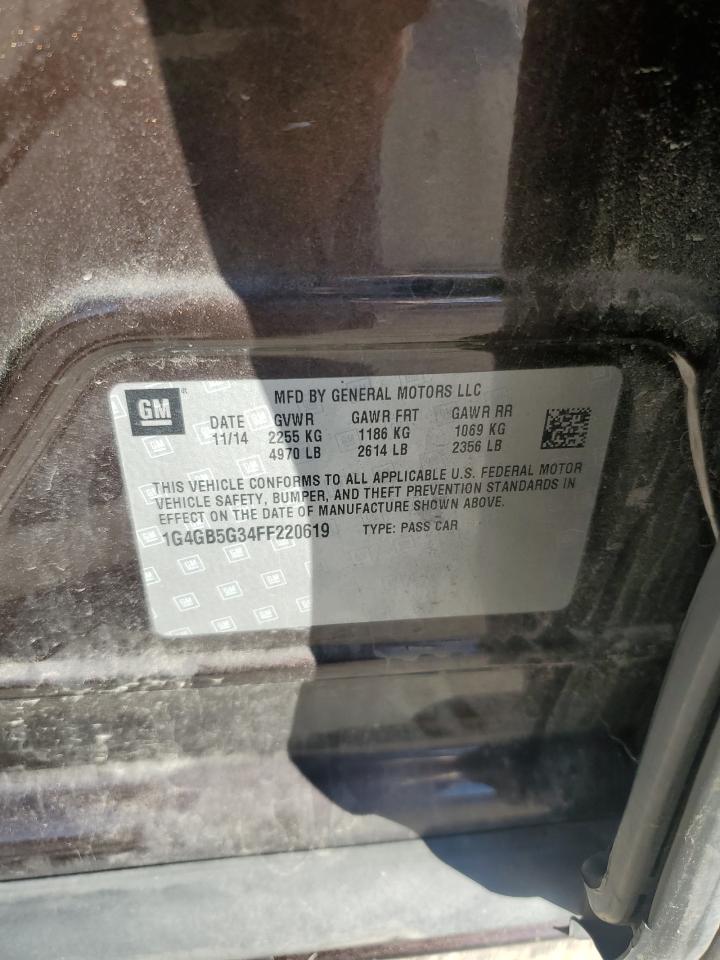 GM ®
MFD BY GENERAL MOTORS LLC
DATE GVWR GAWR FRT GAWR RR
11/14 2255 KG 1186 KG 1069 KG
4970 LB 2614 LB 2356 LB
THIS VEHICLE CONFORMS TO ALL APPLICABLE U.S. FEDERAL MOTOR
VEHICLE SAFETY, BUMPER, AND THEFT PREVENTION STANDARDS IN
EFFECT ON THE DATE OF MANUFACTURE SHOWN ABOVE.
1G4GB5G34FF220619 TYPE: PASS CAR